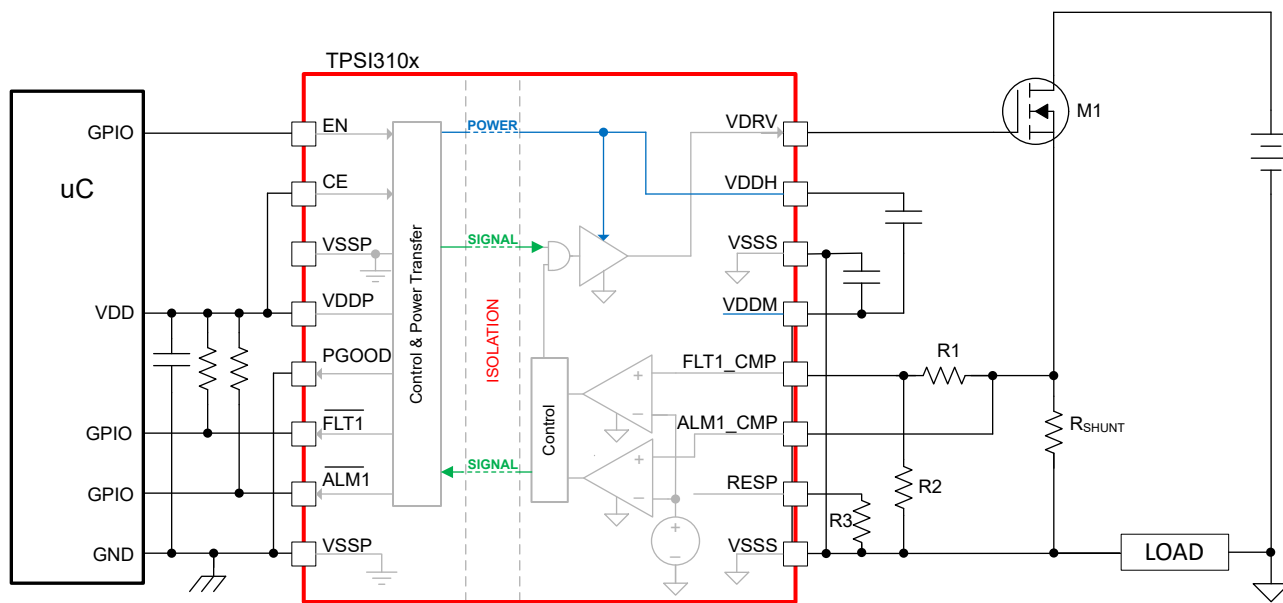 TPSI310x
uC
GPIO
VDD
GPIO
GPIO
GND
EN
CE
VSSP
VDDP
PGOOD
FLT1
ALM1
VSSP
Control & Power Transfer
POWER
SIGNAL
ISOLATION
SIGNAL
Control
+
−
+
−
+
−
VDRV
VDDH
VSSS
VDDM
FLT1_CMP
ALM1_CMP
RESP
VSSS
M1
R1
RSHUNT
R2
R3
LOAD